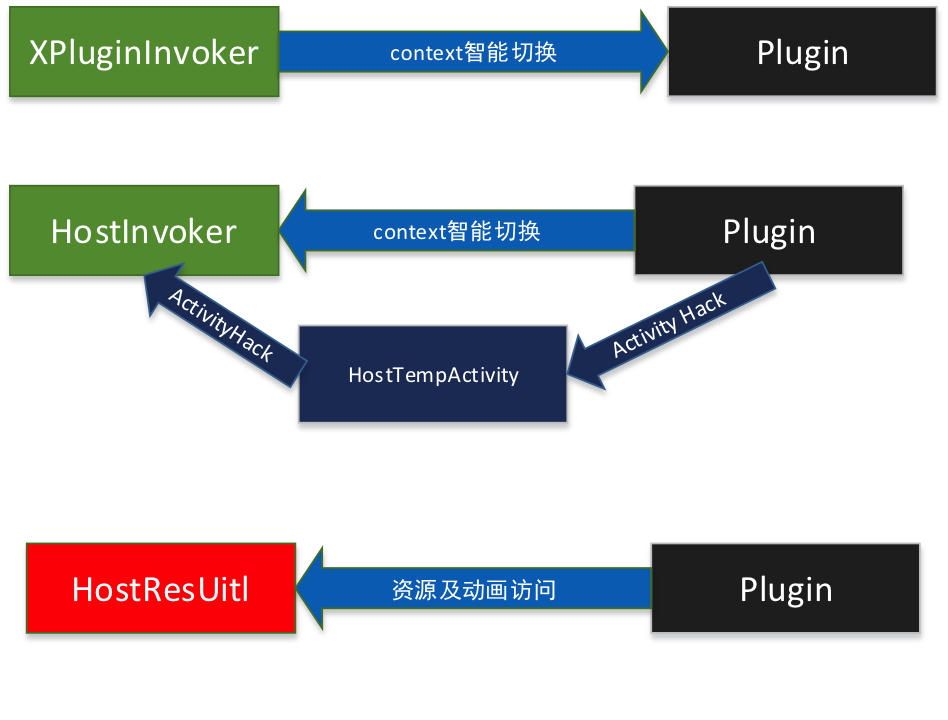 XPluginInvoker
context智能切换
Plugin
HostInvoker
context智能切换
Plugin
ActivityHack
Activity Hack
HostTempActivity
HostResUitl
资源及动画访问
Plugin